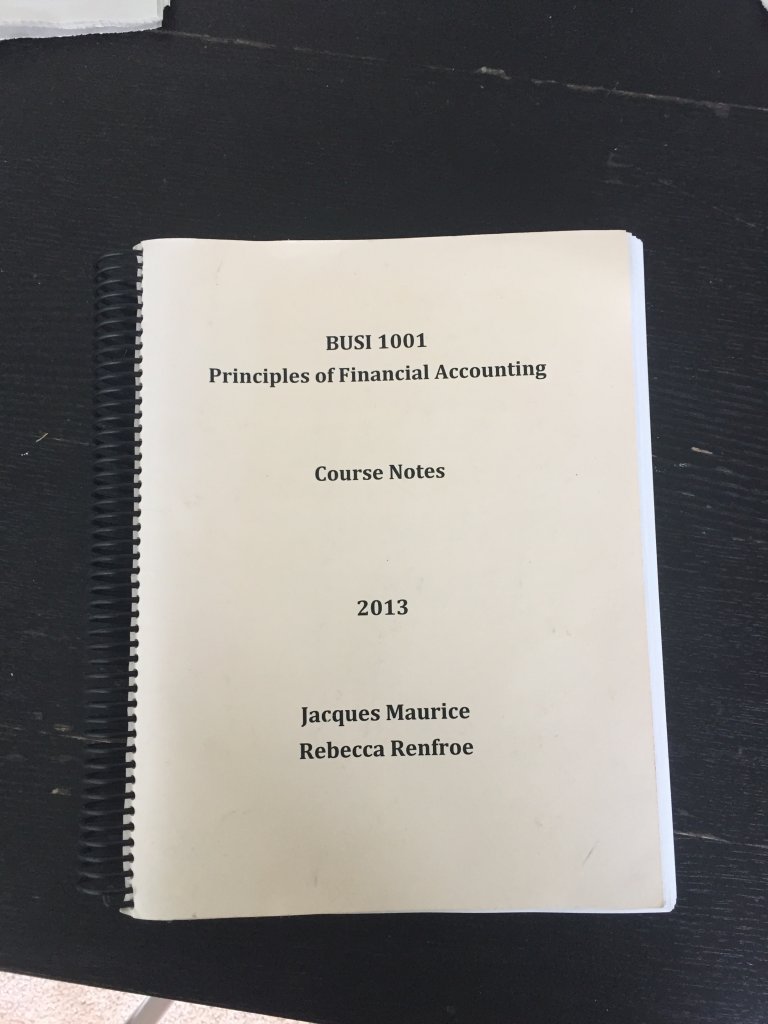 BUSI 1001
Principles of Financial Accounting
Course Notes
2013
Jacques Maurice
Rebecca Renfroe